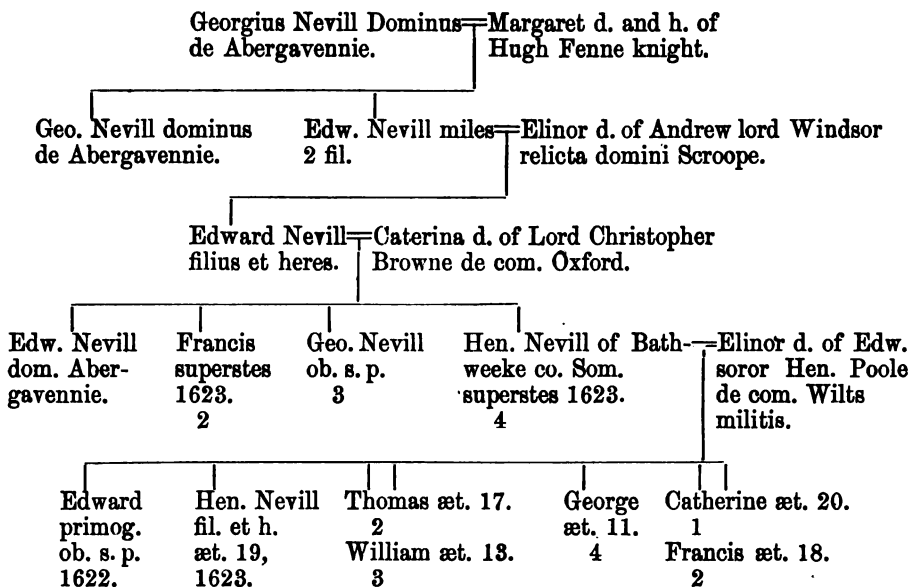 Georgius Nevill Dominus=Margaret d. and h. of
de Abergavennie. Hugh Fenne knight.
Geo. Nevill dominus
de Abergavennie.
Edw. Nevill miles=Elinor d. of Andrew lord Windsor
2 fil. relicta domini Scroope.
Edward Nevill=Caterina d. of Lord Christopher
filius et heres. Browne de com. Oxford.
Edw. Nevill
dom. Aber-
gavennie.
Francis
superstes
1623.
2
Geo. Nevill
ob. s. p.
3
Hen. Nevill of Bath-
weeke co. Som.
superstes 1623.
4
=Elinor d. of Edw.
soror Hen. Poole
de com. Wilts
militis.
Edward
primog.
ob. s. p.
1622.
Hen. Nevill
fil. et h.
æt. 19,
1623.
Thomas æt. 17.
2
William æt. 13.
3
George
æt. 11.
4
Catherine æt. 20.
1
Francis æt. 18.
2